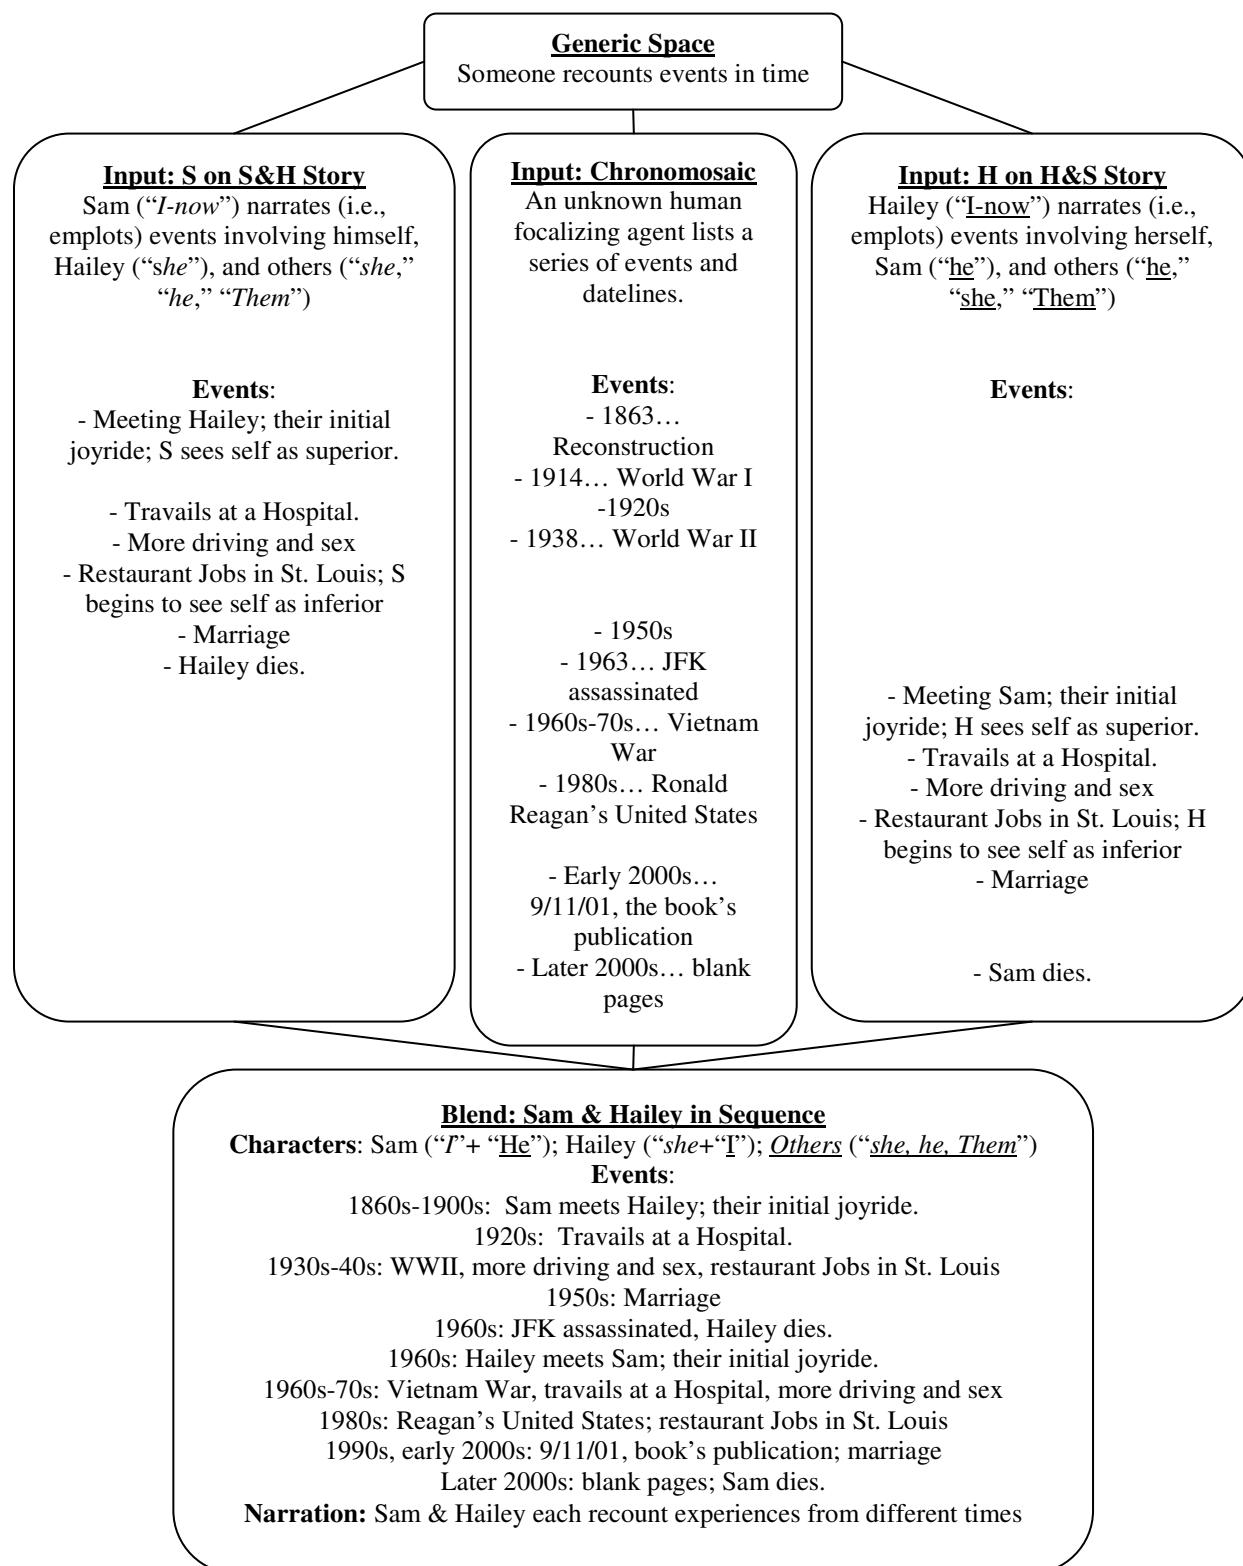 Generic Space
Someone recounts events in time
Input: S on S&H Story
Sam (“I-now”) narrates (i.e.,
emplots) events involving himself,
Hailey (“she”), and others (“she,”
“he,” “Them”)
Events:
- Meeting Hailey; their initial
joyride; S sees self as superior.
- Travails at a Hospital.
- More driving and sex
- Restaurant Jobs in St. Louis; S
begins to see self as inferior
- Marriage
- Hailey dies.
Input: Chronomosaic
An unknown human
focalizing agent lists a
series of events and
datelines.
Events:
- 1863…
Reconstruction
- 1914… World War I
-1920s
- 1938… World War II
- 1950s
- 1963… JFK
assassinated
- 1960s-70s… Vietnam
War
- 1980s… Ronald
Reagan’s United States
- Early 2000s…
9/11/01, the book’s
publication
- Later 2000s… blank
pages
Input: H on H&S Story
Hailey (“I-now”) narrates (i.e.,
emplots) events involving herself,
Sam (“he”), and others (“he,”
“she,” “Them”)
Events:
- Meeting Sam; their initial
joyride; H sees self as superior.
- Travails at a Hospital.
- More driving and sex
- Restaurant Jobs in St. Louis; H
begins to see self as inferior
- Marriage
- Sam dies.
Blend: Sam & Hailey in Sequence
Characters: Sam (“I”+ “He”); Hailey (“she+“I”); Others (“she, he, Them”)
Events:
1860s-1900s:  Sam meets Hailey; their initial joyride.
1920s:  Travails at a Hospital.
1930s-40s: WWII, more driving and sex, restaurant Jobs in St. Louis
1950s: Marriage
1960s: JFK assassinated, Hailey dies.
1960s: Hailey meets Sam; their initial joyride.
1960s-70s: Vietnam War, travails at a Hospital, more driving and sex
1980s: Reagan’s United States; restaurant Jobs in St. Louis
1990s, early 2000s: 9/11/01, book’s publication; marriage
Later 2000s: blank pages; Sam dies.
Narration: Sam & Hailey each recount experiences from different times